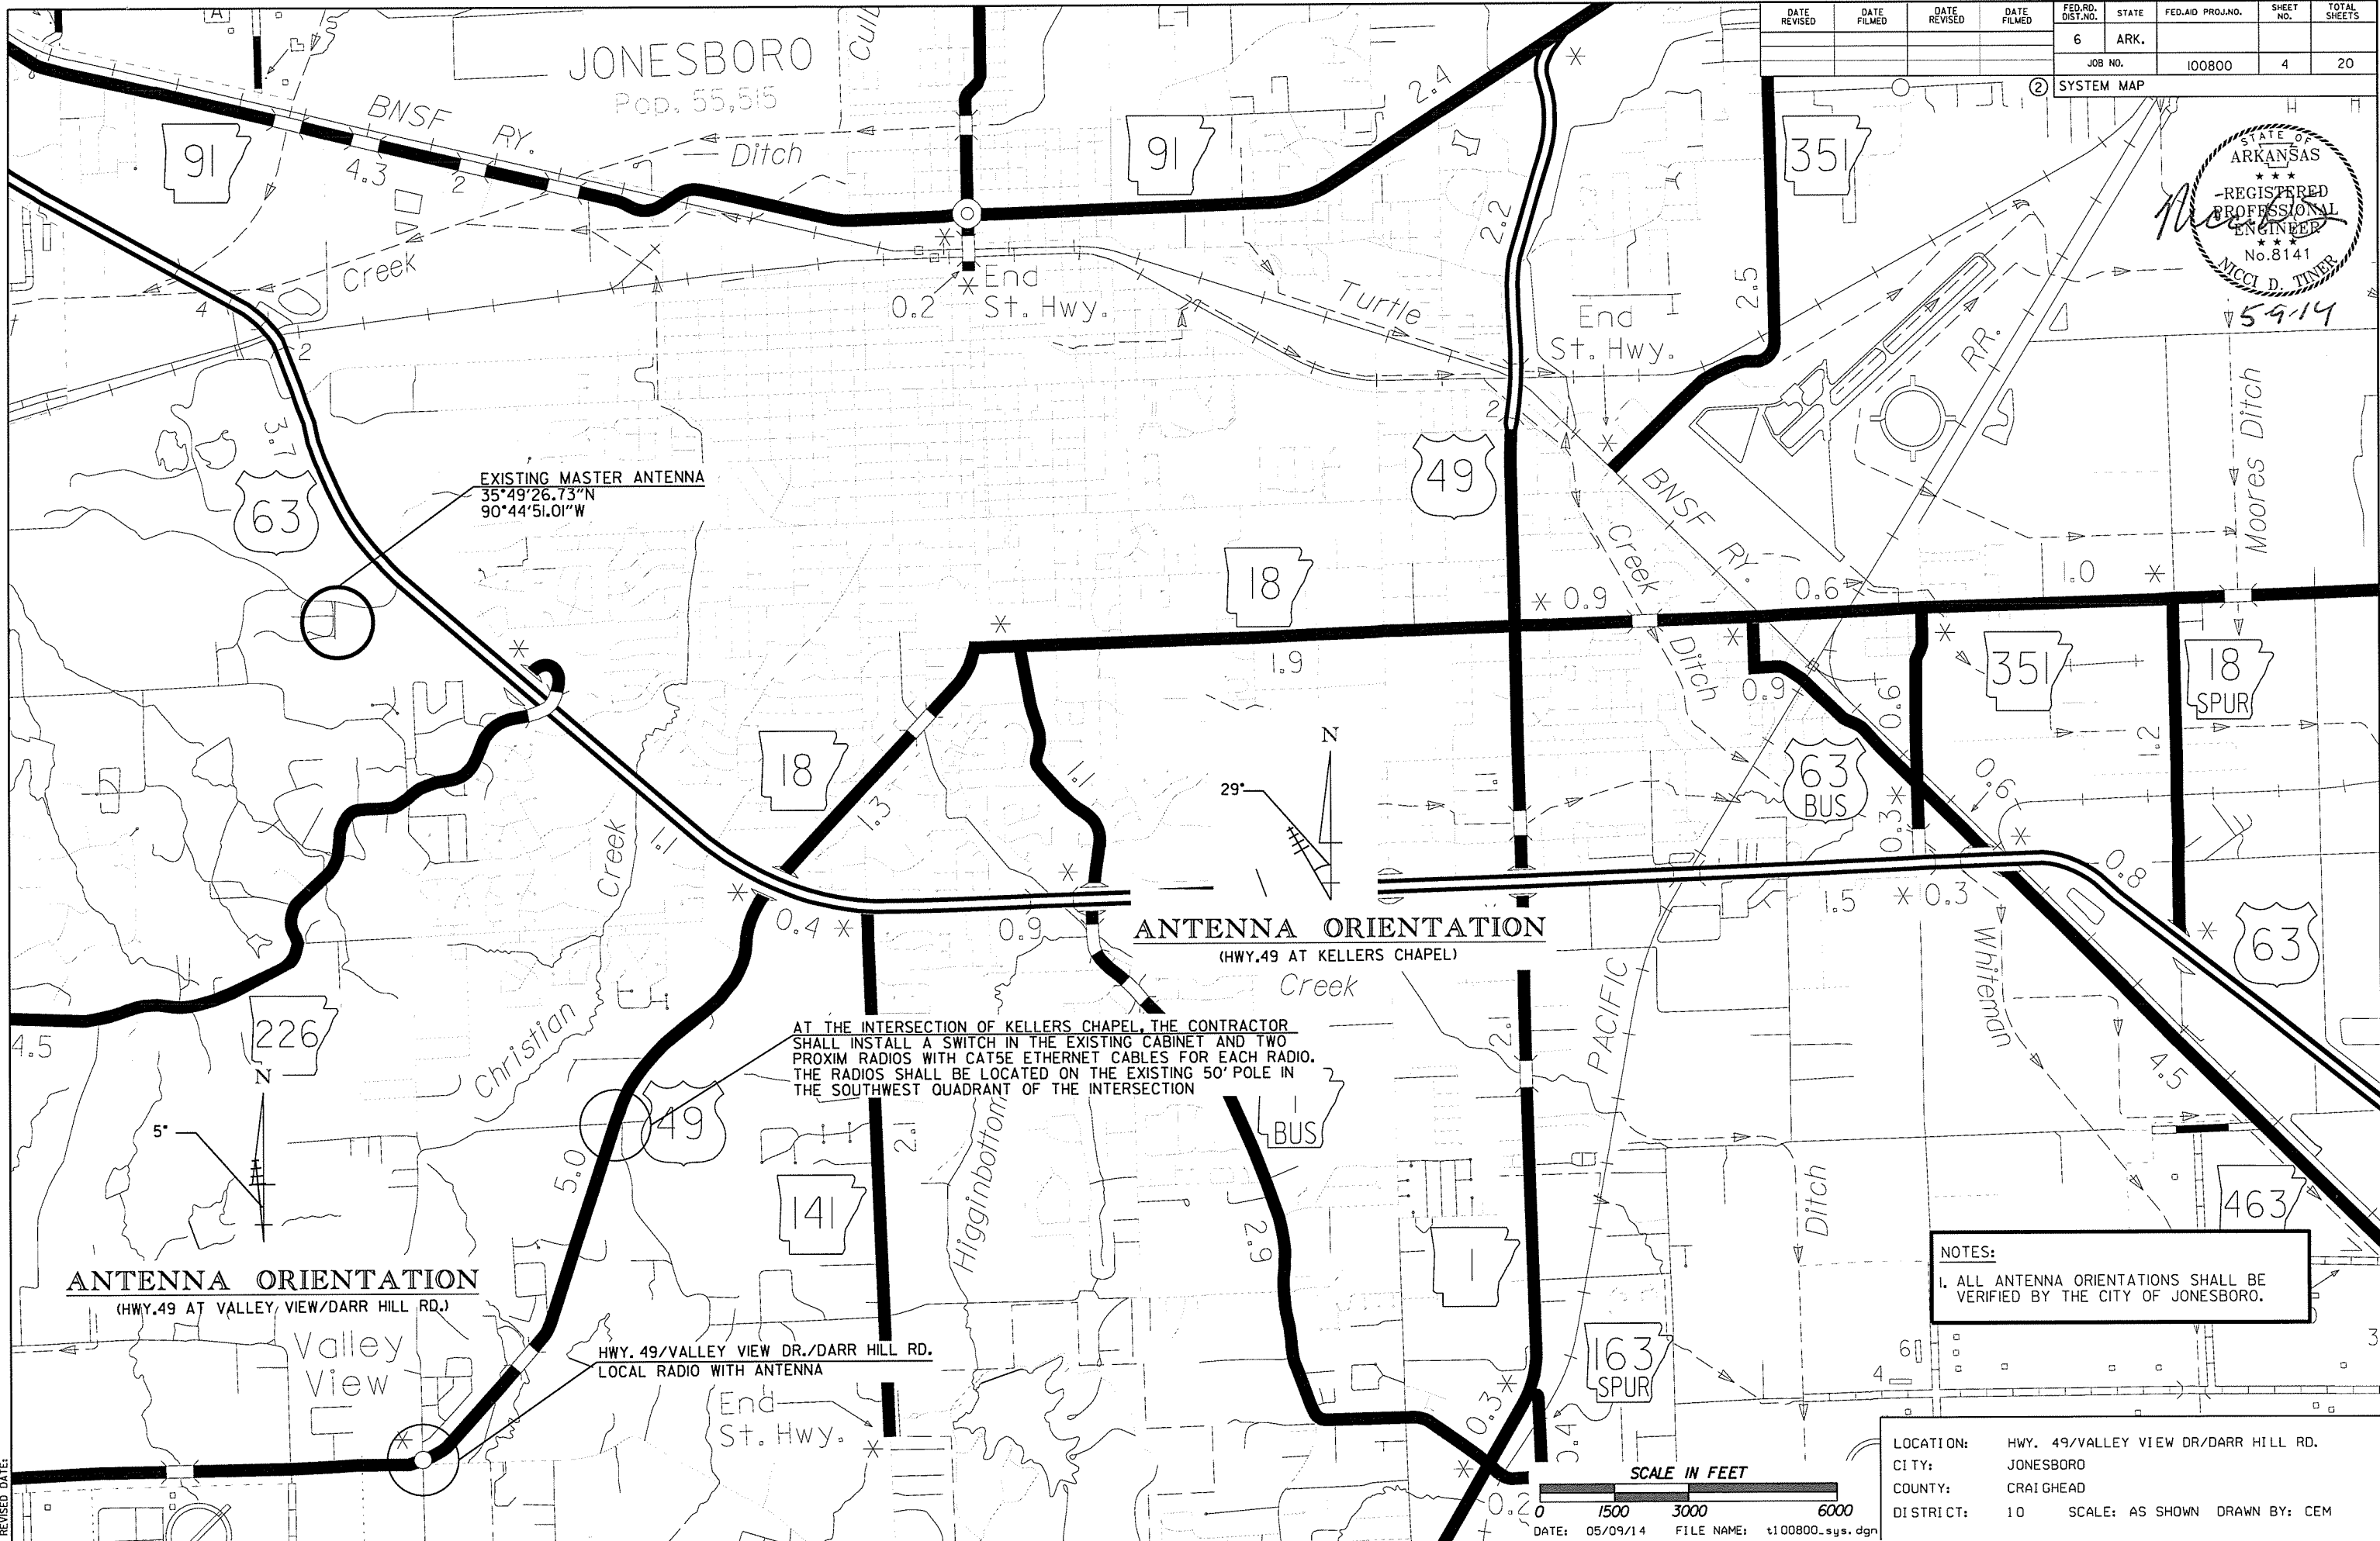 DATE REVISED
DATE FILMED
DATE REVISED
DATE FILMED
FED.RD. DIST.NO.
STATE
FED.AID PROJ.NO.
SHEET NO.
TOTAL SHEETS
6
ARK.
JOB NO.
100800
4
20
② SYSTEM MAP
STATE OF
ARKANSAS
★ ★ ★
REGISTERED
PROFESSIONAL
ENGINEER
★ ★ ★
No.8141
NICCI D. TINER
5-9-14
A
JONESBORO
Pop. 55,515
BNSF RY.
91
4.3
2
Ditch
91
2.4
351
2.2
2.5
Creek
4
2
0.2
End
St. Hwy.
Turtle
End
St. Hwy.
RR.
Moores Ditch
3.7
63
EXISTING MASTER ANTENNA
35°49'26.73"N
90°44'51.01"W
2
49
BNSF RY.
Creek
Ditch
18
1.9
0.9
0.6
1.0
351
18
SPUR
0.9
0.6
1.2
18
1.3
1.1
N
29°
63
BUS
0.3
0.6
0.8
Creek
1.1
0.4
0.9
1.5
0.3
63
ANTENNA ORIENTATION
(HWY.49 AT KELLERS CHAPEL)
Creek
PACIFIC
Whiteman
4.5
226
4.5
Christian
AT THE INTERSECTION OF KELLERS CHAPEL, THE CONTRACTOR
SHALL INSTALL A SWITCH IN THE EXISTING CABINET AND TWO
PROXIM RADIOS WITH CAT5E ETHERNET CABLES FOR EACH RADIO.
THE RADIOS SHALL BE LOCATED ON THE EXISTING 50' POLE IN
THE SOUTHWEST QUADRANT OF THE INTERSECTION
N
5°
49
5.0
2.1
1
BUS
141
Higginbottom
2.9
1
Ditch
463
ANTENNA ORIENTATION
(HWY.49 AT VALLEY VIEW/DARR HILL RD.)
NOTES:
1. ALL ANTENNA ORIENTATIONS SHALL BE
VERIFIED BY THE CITY OF JONESBORO.
Valley
View
HWY. 49/VALLEY VIEW DR./DARR HILL RD.
LOCAL RADIO WITH ANTENNA
End
St. Hwy.
163
SPUR
6
4
3
0.3
0.2
SCALE IN FEET
0 1500 3000 6000
DATE: 05/09/14 FILE NAME: t100800_sys.dgn
LOCATION: HWY. 49/VALLEY VIEW DR/DARR HILL RD.
CITY: JONESBORO
COUNTY: CRAIGHEAD
DISTRICT: 10 SCALE: AS SHOWN DRAWN BY: CEM
REVISED DATE: